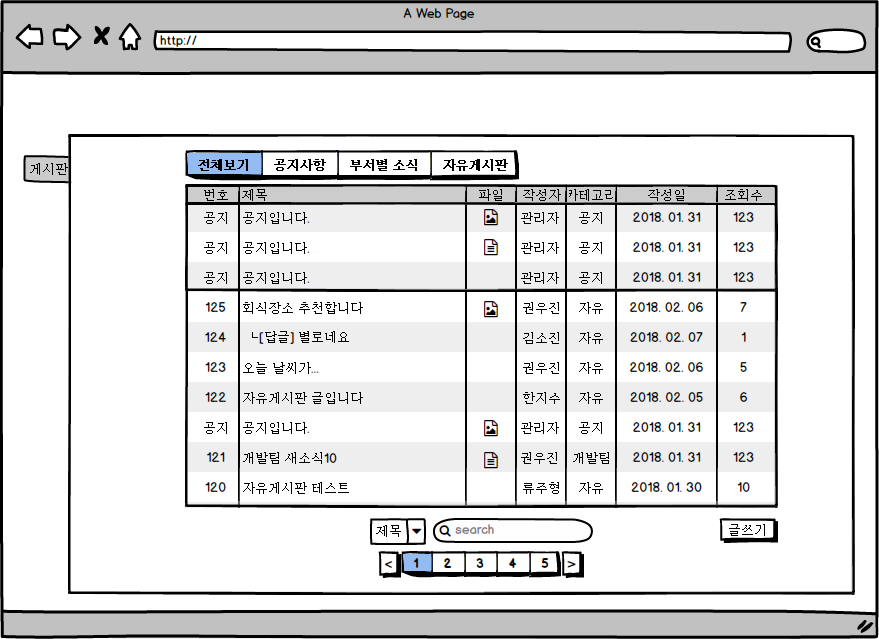 A Web Page
http://
게시판
전체보기 공지사항 부서별 소식 자유게시판
번호 제목 파일 작성자 카테고리 작성일 조회수
공지 공지입니다. 관리자 공지 2018. 01. 31 123
공지 공지입니다. 관리자 공지 2018. 01. 31 123
공지 공지입니다. 관리자 공지 2018. 01. 31 123
125 회식장소 추천합니다 권우진 자유 2018. 02. 06 7
124 ㄴ[답글] 별로네요 김소진 자유 2018. 02. 07 1
123 오늘 날씨가... 권우진 자유 2018. 02. 06 5
122 자유게시판 글입니다 한지수 자유 2018. 02. 05 6
공지 공지입니다. 관리자 공지 2018. 01. 31 123
121 개발팀 새소식10 권우진 개발팀 2018. 01. 31 123
120 자유게시판 테스트 류주형 자유 2018. 01. 30 10
제목 search 글쓰기
< 1 2 3 4 5 >